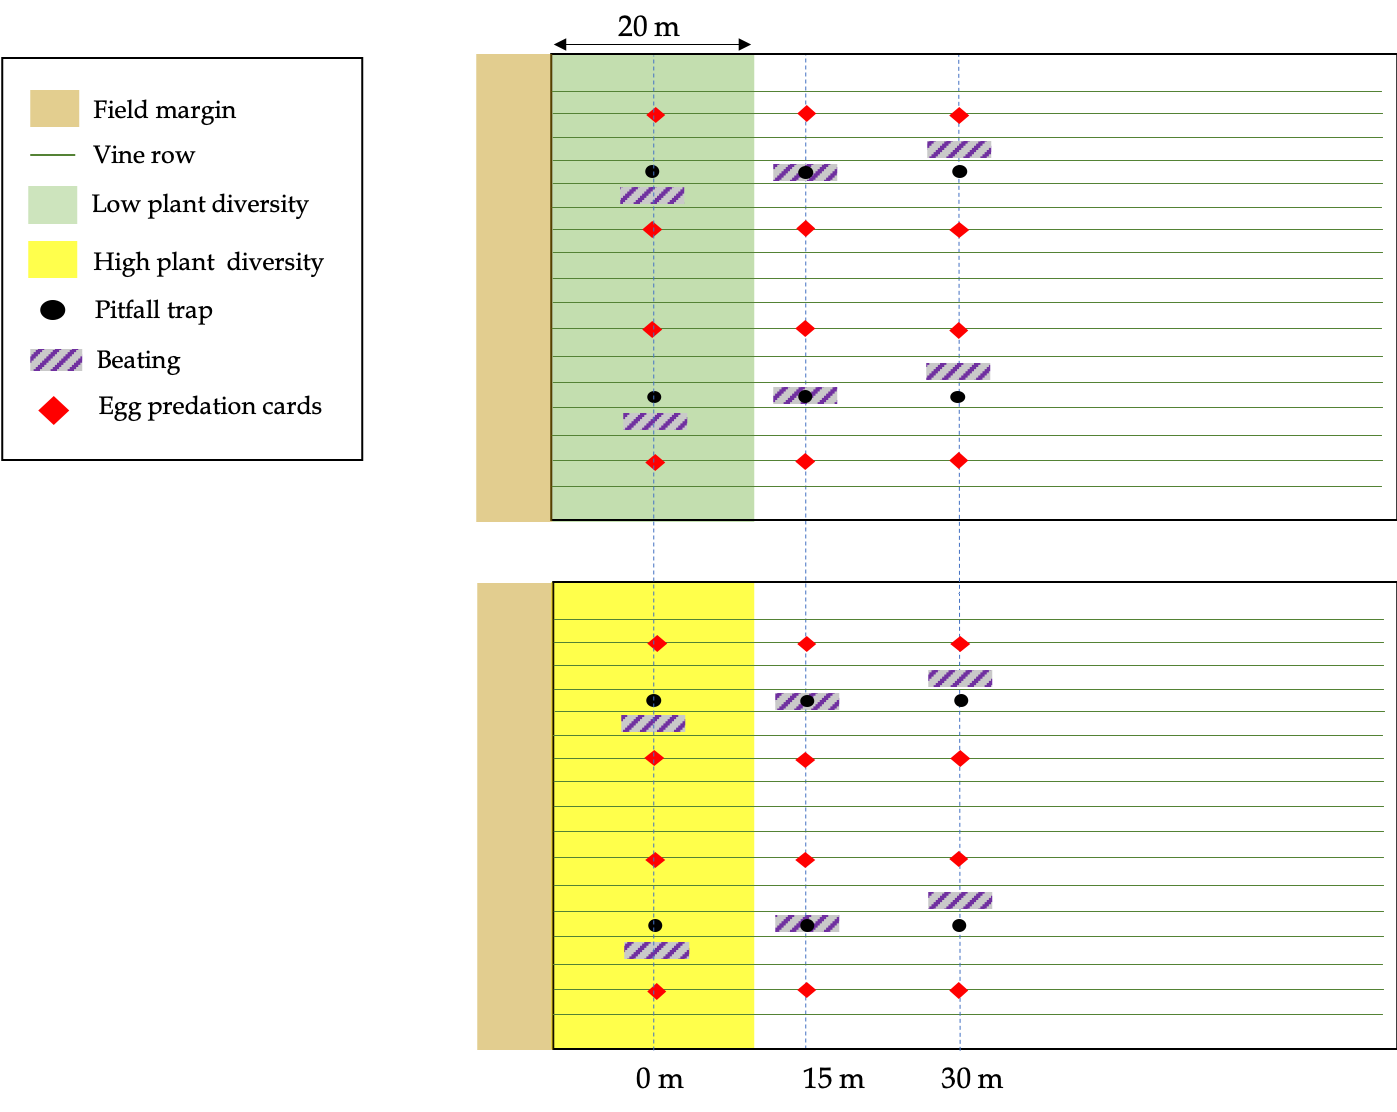 20 m
Field margin
Vine row
Low plant diversity
High plant diversity
Pitfall trap
Beating
Egg predation cards
0 m
15 m
30 m